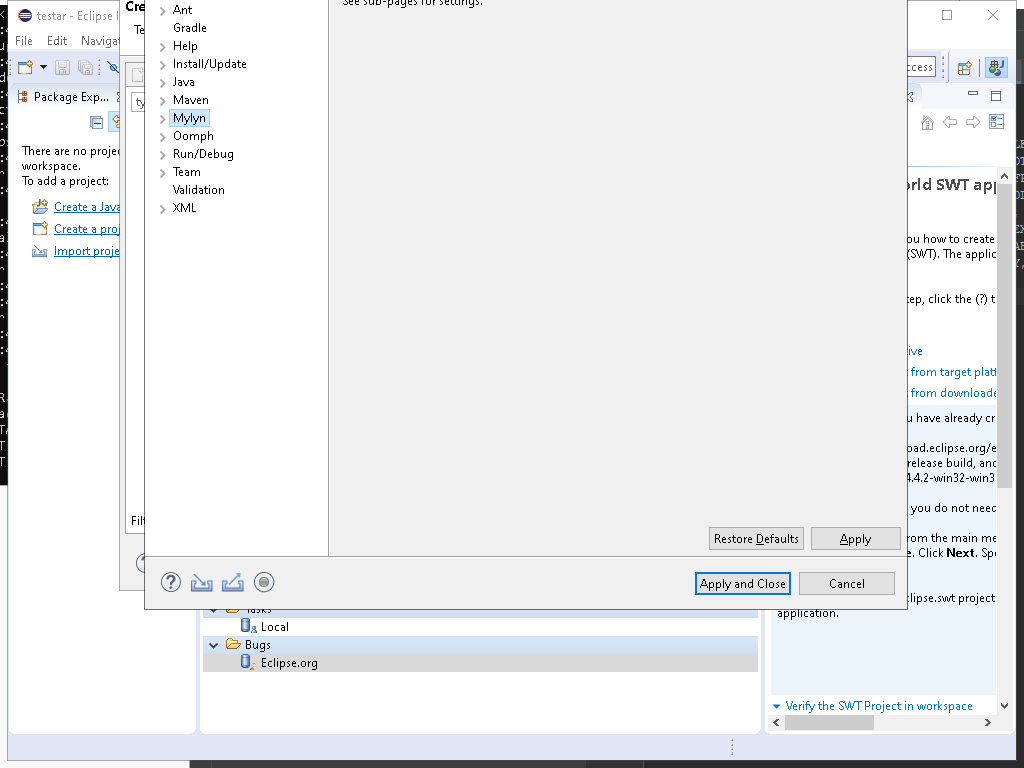 testar - Eclipse I
File Edit Navigat
Package Exp...
There are no projec
workspace.
To add a project:
Create a Java
Create a proj
Import proje
Cre
Te
ty
Filt
Ant
Gradle
Help
Install/Update
Java
Maven
Mylyn
Oomph
Run/Debug
Team
Validation
XML
See sub-pages for settings.
Restore Defaults
Apply
Apply and Close
Cancel
Tasks
Local
Bugs
Eclipse.org
ccess
orld SWT app
ou how to create
(SWT). The applic
tep, click the (?) t
ive
from target platf
from downloade
ou have already cr
oad.eclipse.org/e
release build, and
4.4.2-win32-win3
you do not need
rom the main me
e. Click Next. Spe
clipse.swt project
application.
Verify the SWT Project in workspace